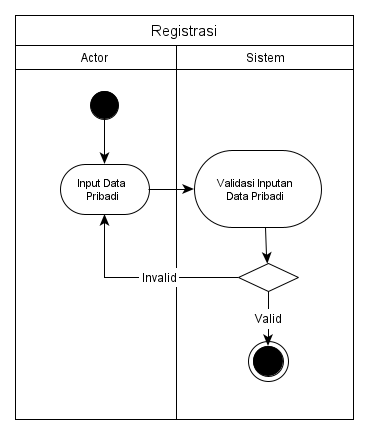 Registrasi
Actor
Sistem
Input Data
Pribadi
Validasi Inputan
Data Pribadi
Invalid
Valid